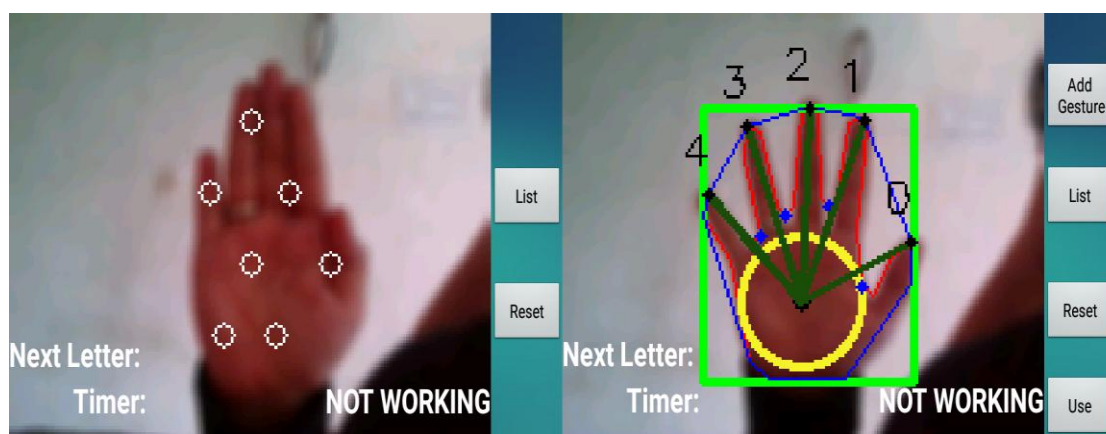 List
Reset
Next Letter:
Timer:
NOT WORKING
3
2
1
4
0
Add
Gesture
List
Reset
Next Letter:
Timer:
NOT WORKING
Use